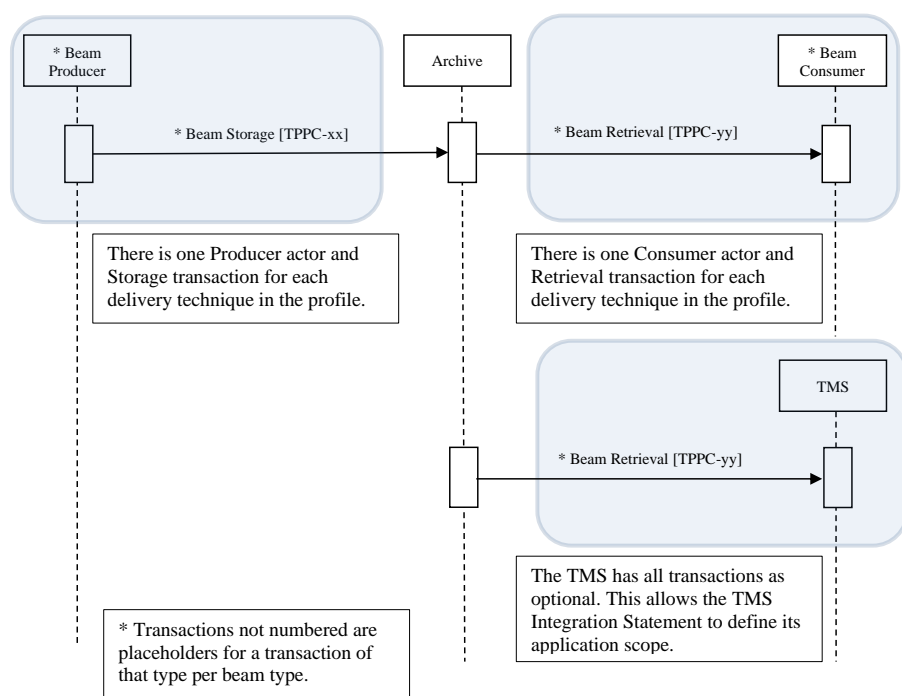 * Beam
Producer
Archive
* Beam
Consumer
* Beam Storage [TPPC-xx]
* Beam Retrieval [TPPC-yy]
There is one Producer actor and
Storage transaction for each
delivery technique in the profile.
There is one Consumer actor and
Retrieval transaction for each
delivery technique in the profile.
TMS
* Beam Retrieval [TPPC-yy]
The TMS has all transactions as
optional. This allows the TMS
Integration Statement to define its
application scope.
* Transactions not numbered are
placeholders for a transaction of
that type per beam type.